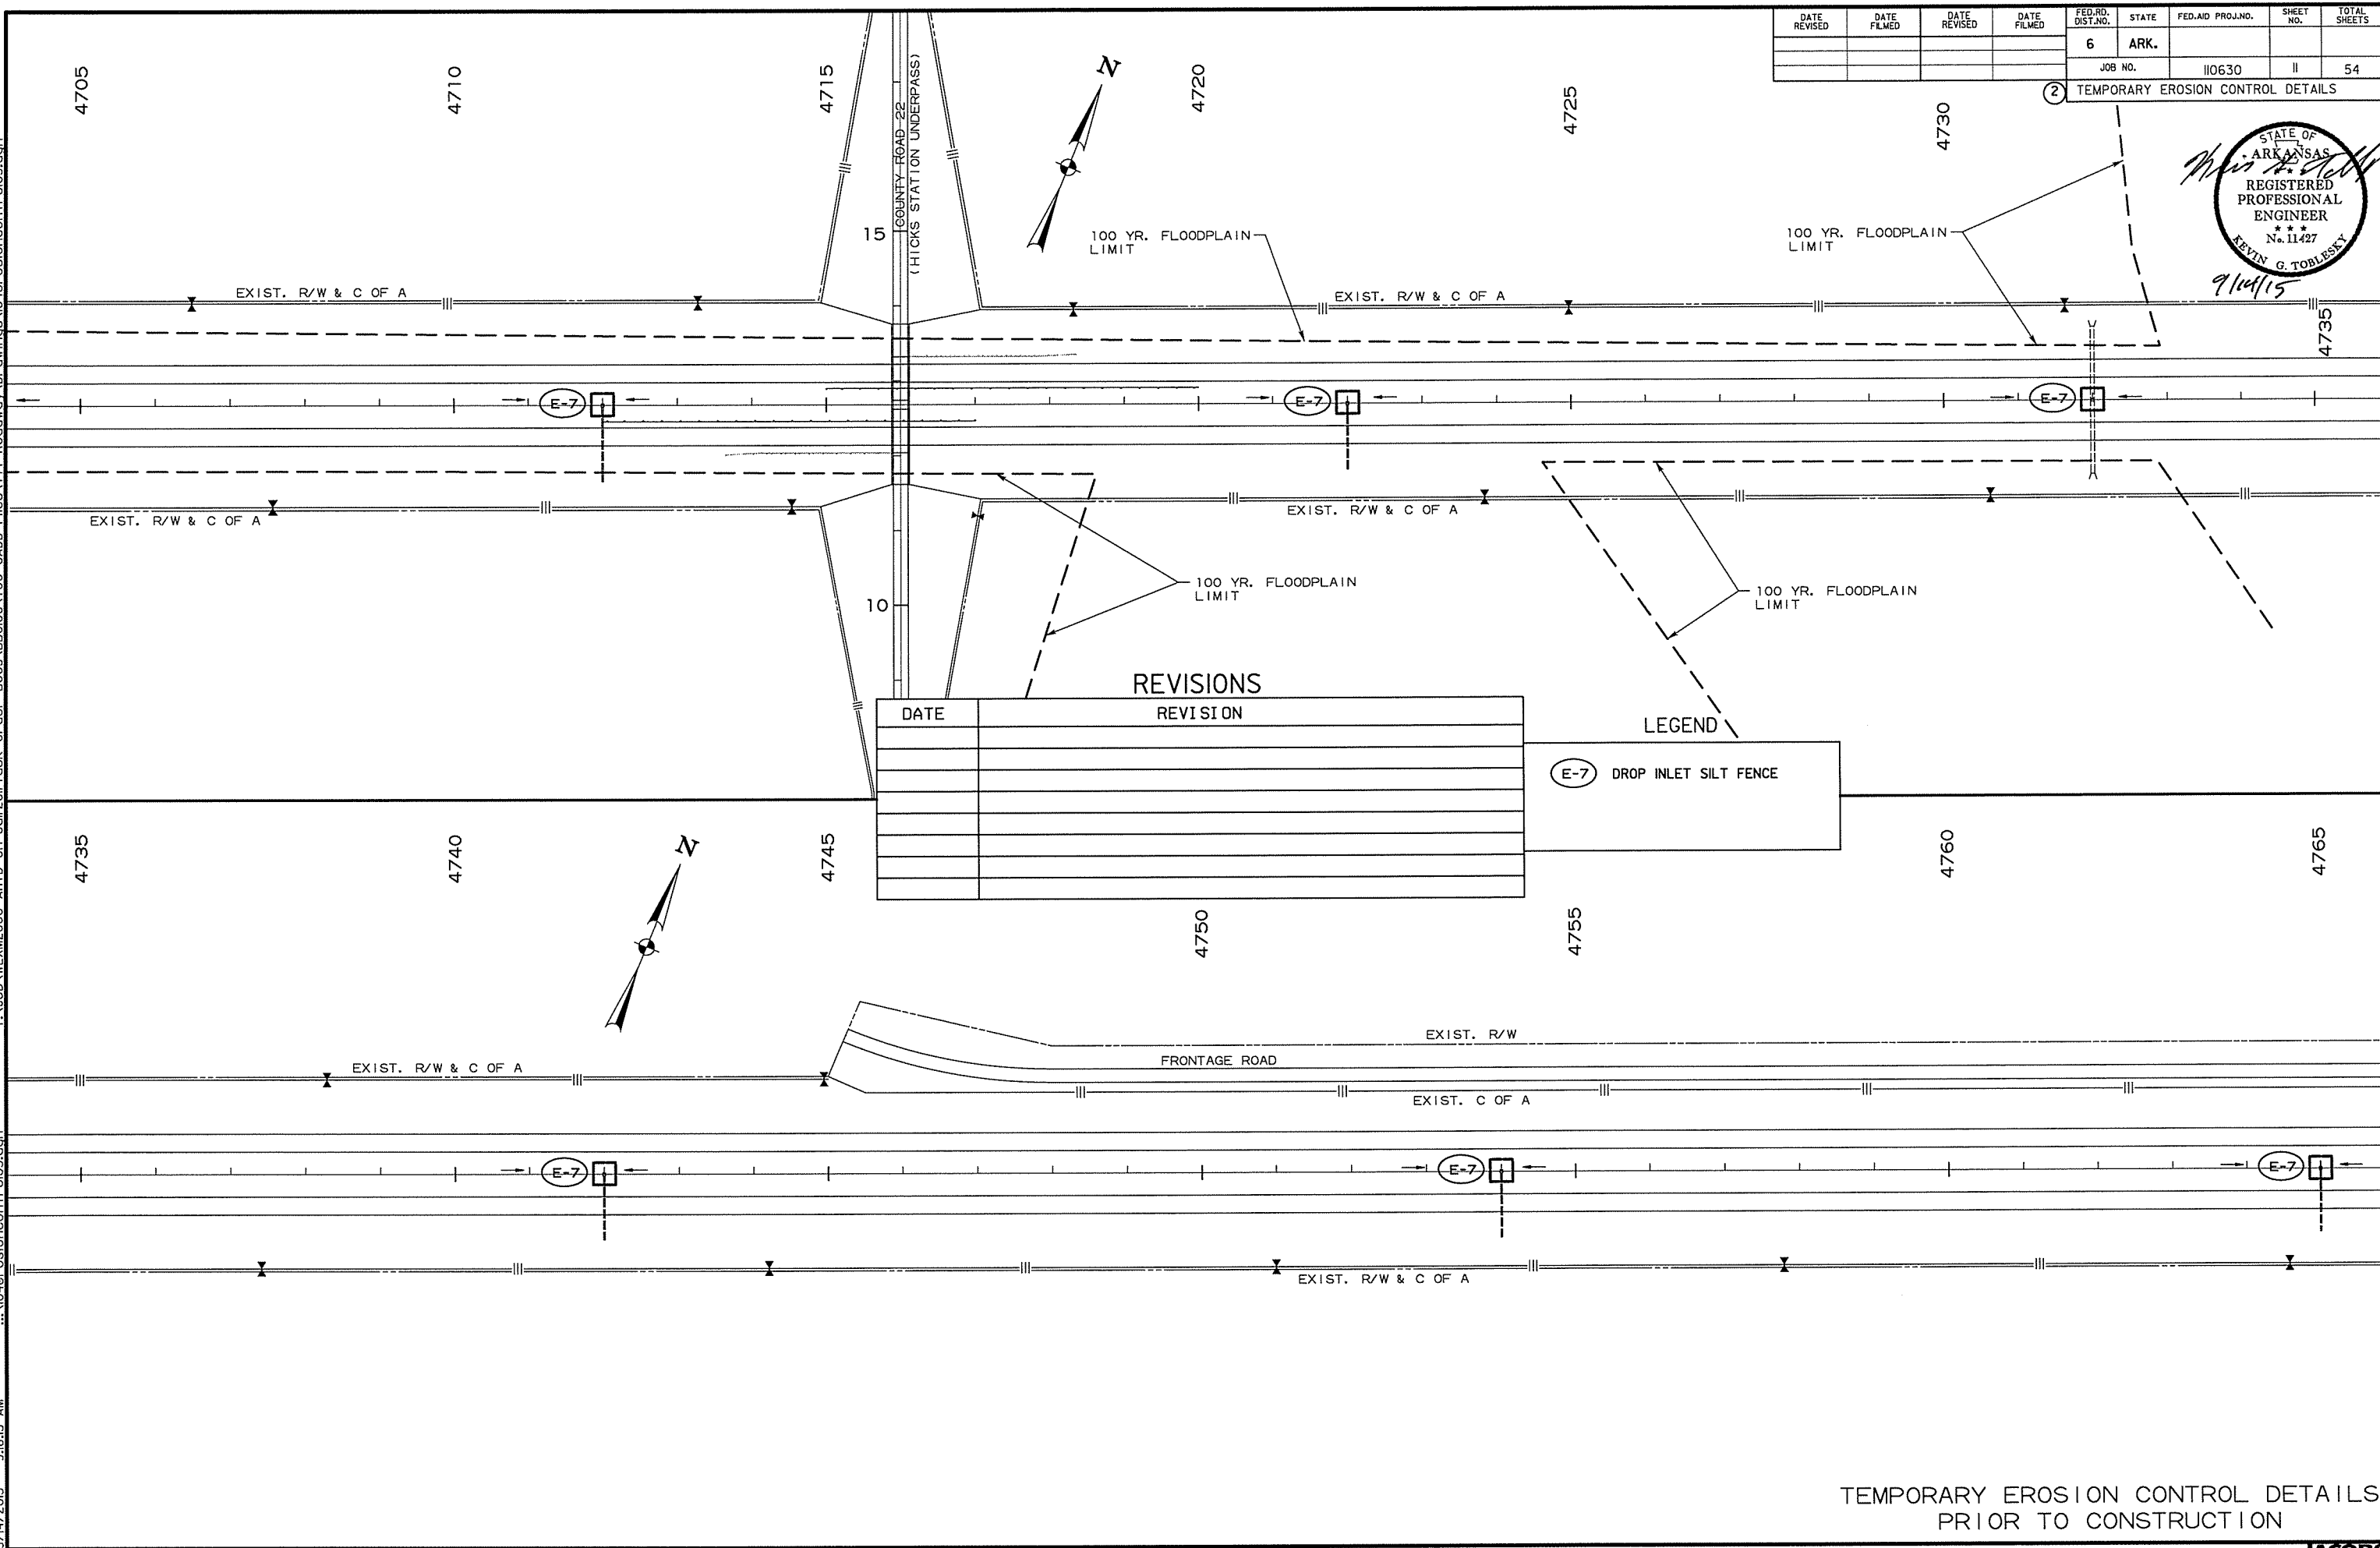 DATE REVISED
DATE FILMED
DATE REVISED
DATE FILMED
FED.RD. DIST.NO.
STATE
FED.AID PROJ.NO.
SHEET NO.
TOTAL SHEETS
6
ARK.
JOB NO.
110630
11
54
2 TEMPORARY EROSION CONTROL DETAILS
STATE OF
ARKANSAS
REGISTERED
PROFESSIONAL
ENGINEER
No. 11427
KEVIN G. TOBLESKY
9/14/15
4705
4710
4715
4720
4725
4730
4735
N
COUNTY ROAD 22
(HICKS STATION UNDERPASS)
15
100 YR. FLOODPLAIN
LIMIT
100 YR. FLOODPLAIN
LIMIT
EXIST. R/W & C OF A
EXIST. R/W & C OF A
E-7
E-7
E-7
EXIST. R/W & C OF A
EXIST. R/W & C OF A
10
100 YR. FLOODPLAIN
LIMIT
100 YR. FLOODPLAIN
LIMIT
REVISIONS
DATE
REVISION
LEGEND
E-7 DROP INLET SILT FENCE
4735
4740
4745
4750
4755
4760
4765
N
EXIST. R/W
FRONTAGE ROAD
EXIST. R/W & C OF A
EXIST. C OF A
E-7
E-7
E-7
EXIST. R/W & C OF A
TEMPORARY EROSION CONTROL DETAILS
PRIOR TO CONSTRUCTION